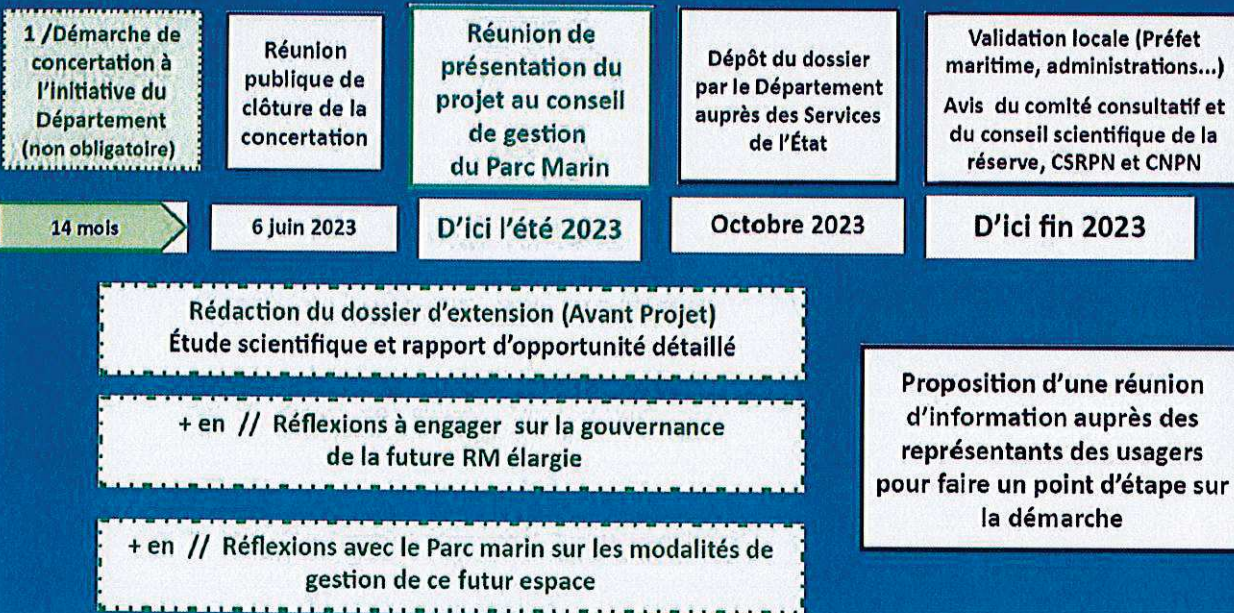 1 /Démarche de
concertation à
l'initiative du
Département
(non obligatoire)
14 mois
Réunion
publique de
clôture de la
concertation
6 juin 2023
Réunion de
présentation du
projet au conseil
de gestion
du Parc Marin
D'ici l'été 2023
Dépôt du dossier
par le Département
auprès des Services
de l'État
Octobre 2023
Validation locale (Préfet
maritime, administrations...)
Avis du comité consultatif et
du conseil scientifique de la
réserve, CSRPN et CNPN
D'ici fin 2023
Rédaction du dossier d'extension (Avant Projet)
Étude scientifique et rapport d'opportunité détaillé
+ en // Réflexions à engager sur la gouvernance
de la future RM élargie
+ en // Réflexions avec le Parc marin sur les modalités de
gestion de ce futur espace
Proposition d'une réunion
d'information auprès des
représentants des usagers
pour faire un point d'étape sur
la démarche